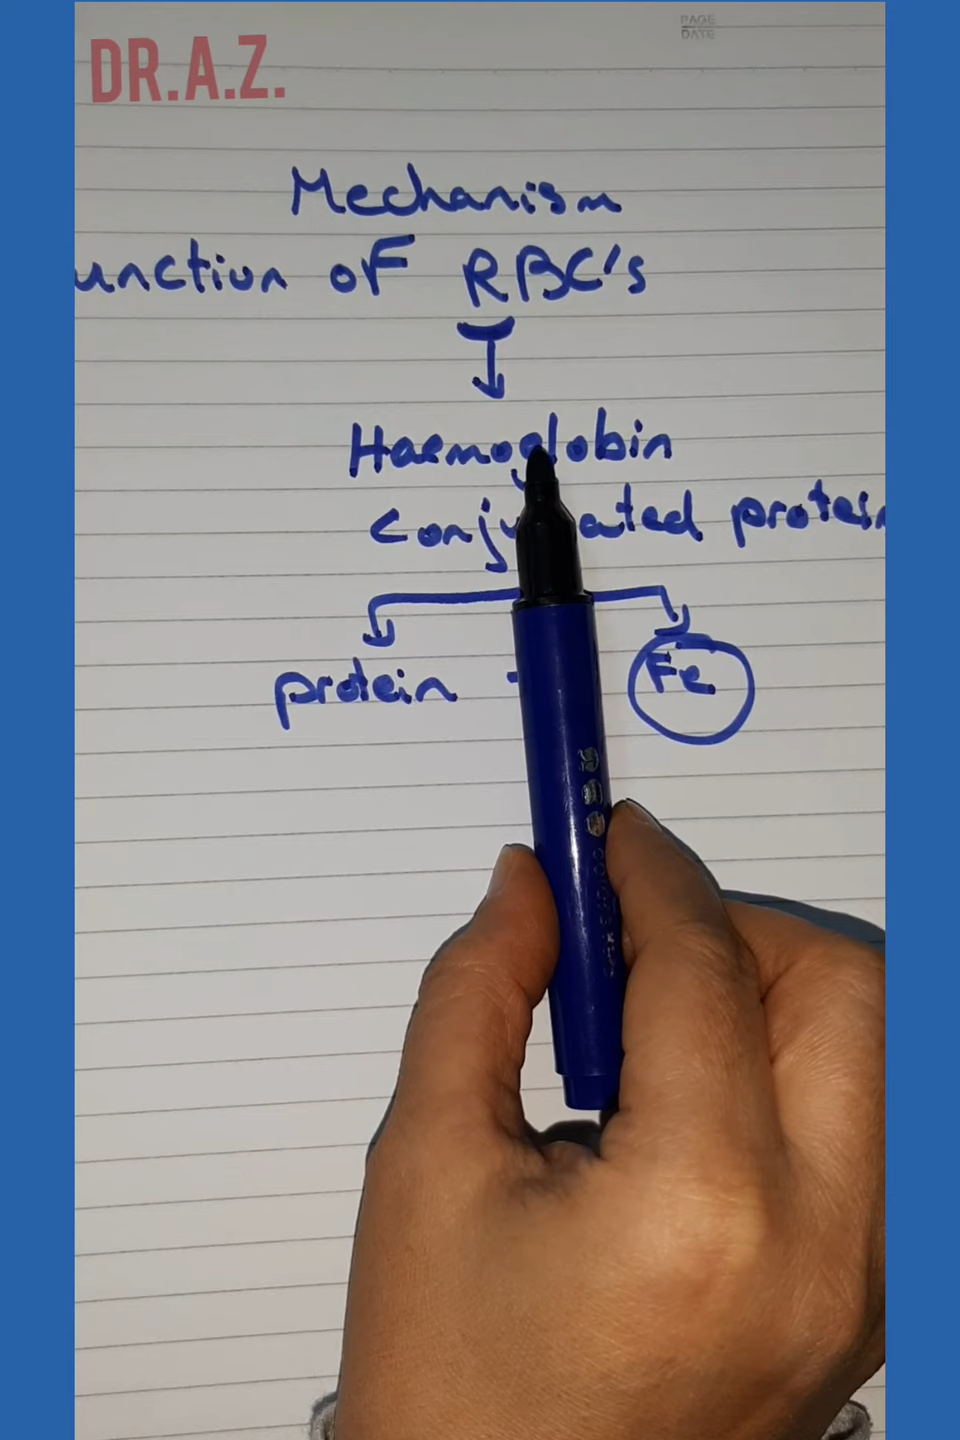 PAGE
DATE
DR.A.Z.
Mechanism
unction of RBC's
Haemoglobin
conjugated protein
protein
Fe